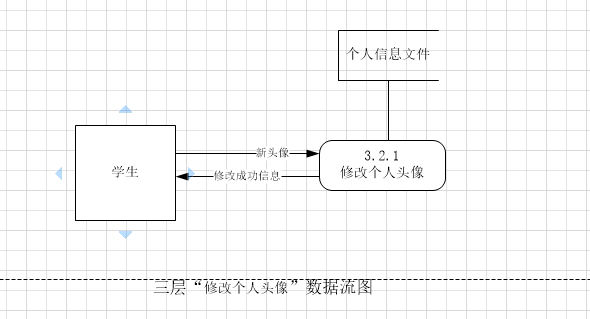 个人信息文件
新头像
3.2.1
学生
修改个人头像
修改成功信息
三层“修改个人头像”数据流图